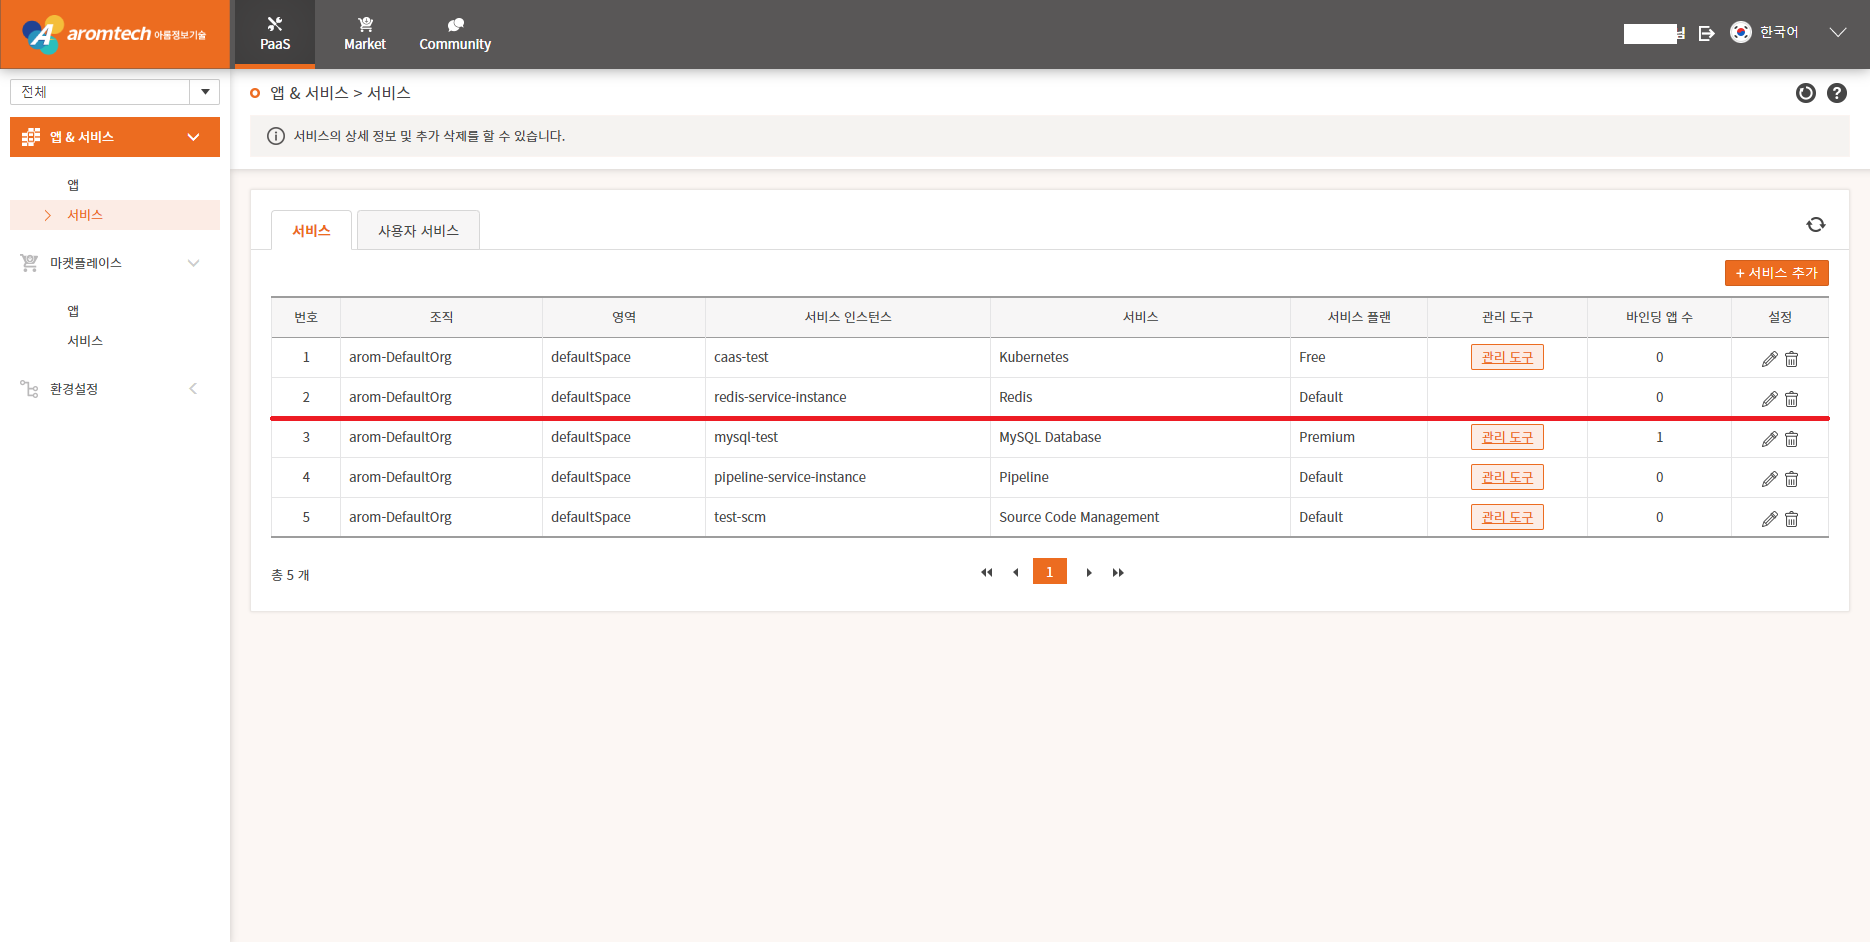 aromtech 아롬정보기술
PaaS
Market
Community
님
한국어
전체
앱 & 서비스
앱
서비스
마켓플레이스
앱
서비스
환경설정
앱 & 서비스 > 서비스
서비스의 상세 정보 및 추가 삭제를 할 수 있습니다.
서비스
사용자 서비스
+ 서비스 추가
번호 조직 영역 서비스 인스턴스 서비스 서비스 플랜 관리 도구 바인딩 앱 수 설정
1 arom-DefaultOrg defaultSpace caas-test Kubernetes Free 관리 도구 0
2 arom-DefaultOrg defaultSpace redis-service-instance Redis Default 0
3 arom-DefaultOrg defaultSpace mysql-test MySQL Database Premium 관리 도구 1
4 arom-DefaultOrg defaultSpace pipeline-service-instance Pipeline Default 관리 도구 0
5 arom-DefaultOrg defaultSpace test-scm Source Code Management Default 관리 도구 0
총 5 개
1